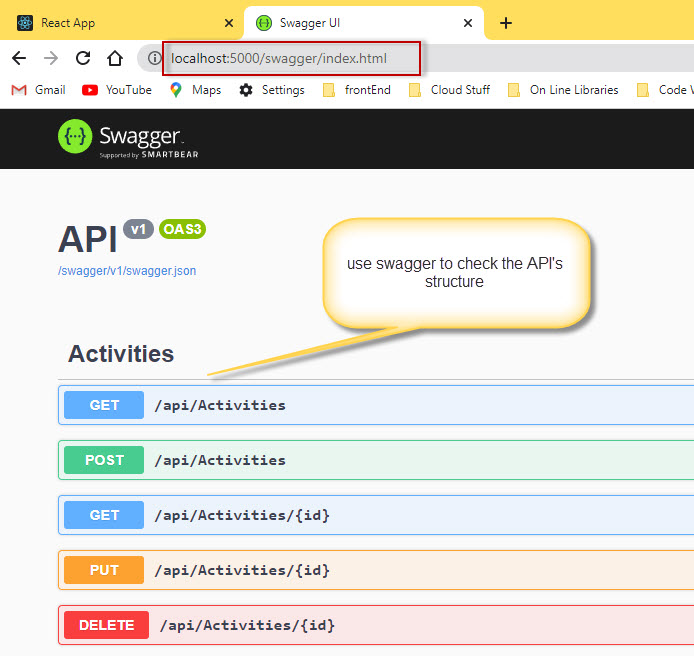 React App
Swagger UI
localhost:5000/swagger/index.html
Gmail
YouTube
Maps
Settings
frontEnd
Cloud Stuff
On Line Libraries
Code W
Swagger
Supported by SMARTBEAR
API v1 OAS3
/swagger/v1/swagger.json
use swagger to check the API's
structure
Activities
GET /api/Activities
POST /api/Activities
GET /api/Activities/{id}
PUT /api/Activities/{id}
DELETE /api/Activities/{id}